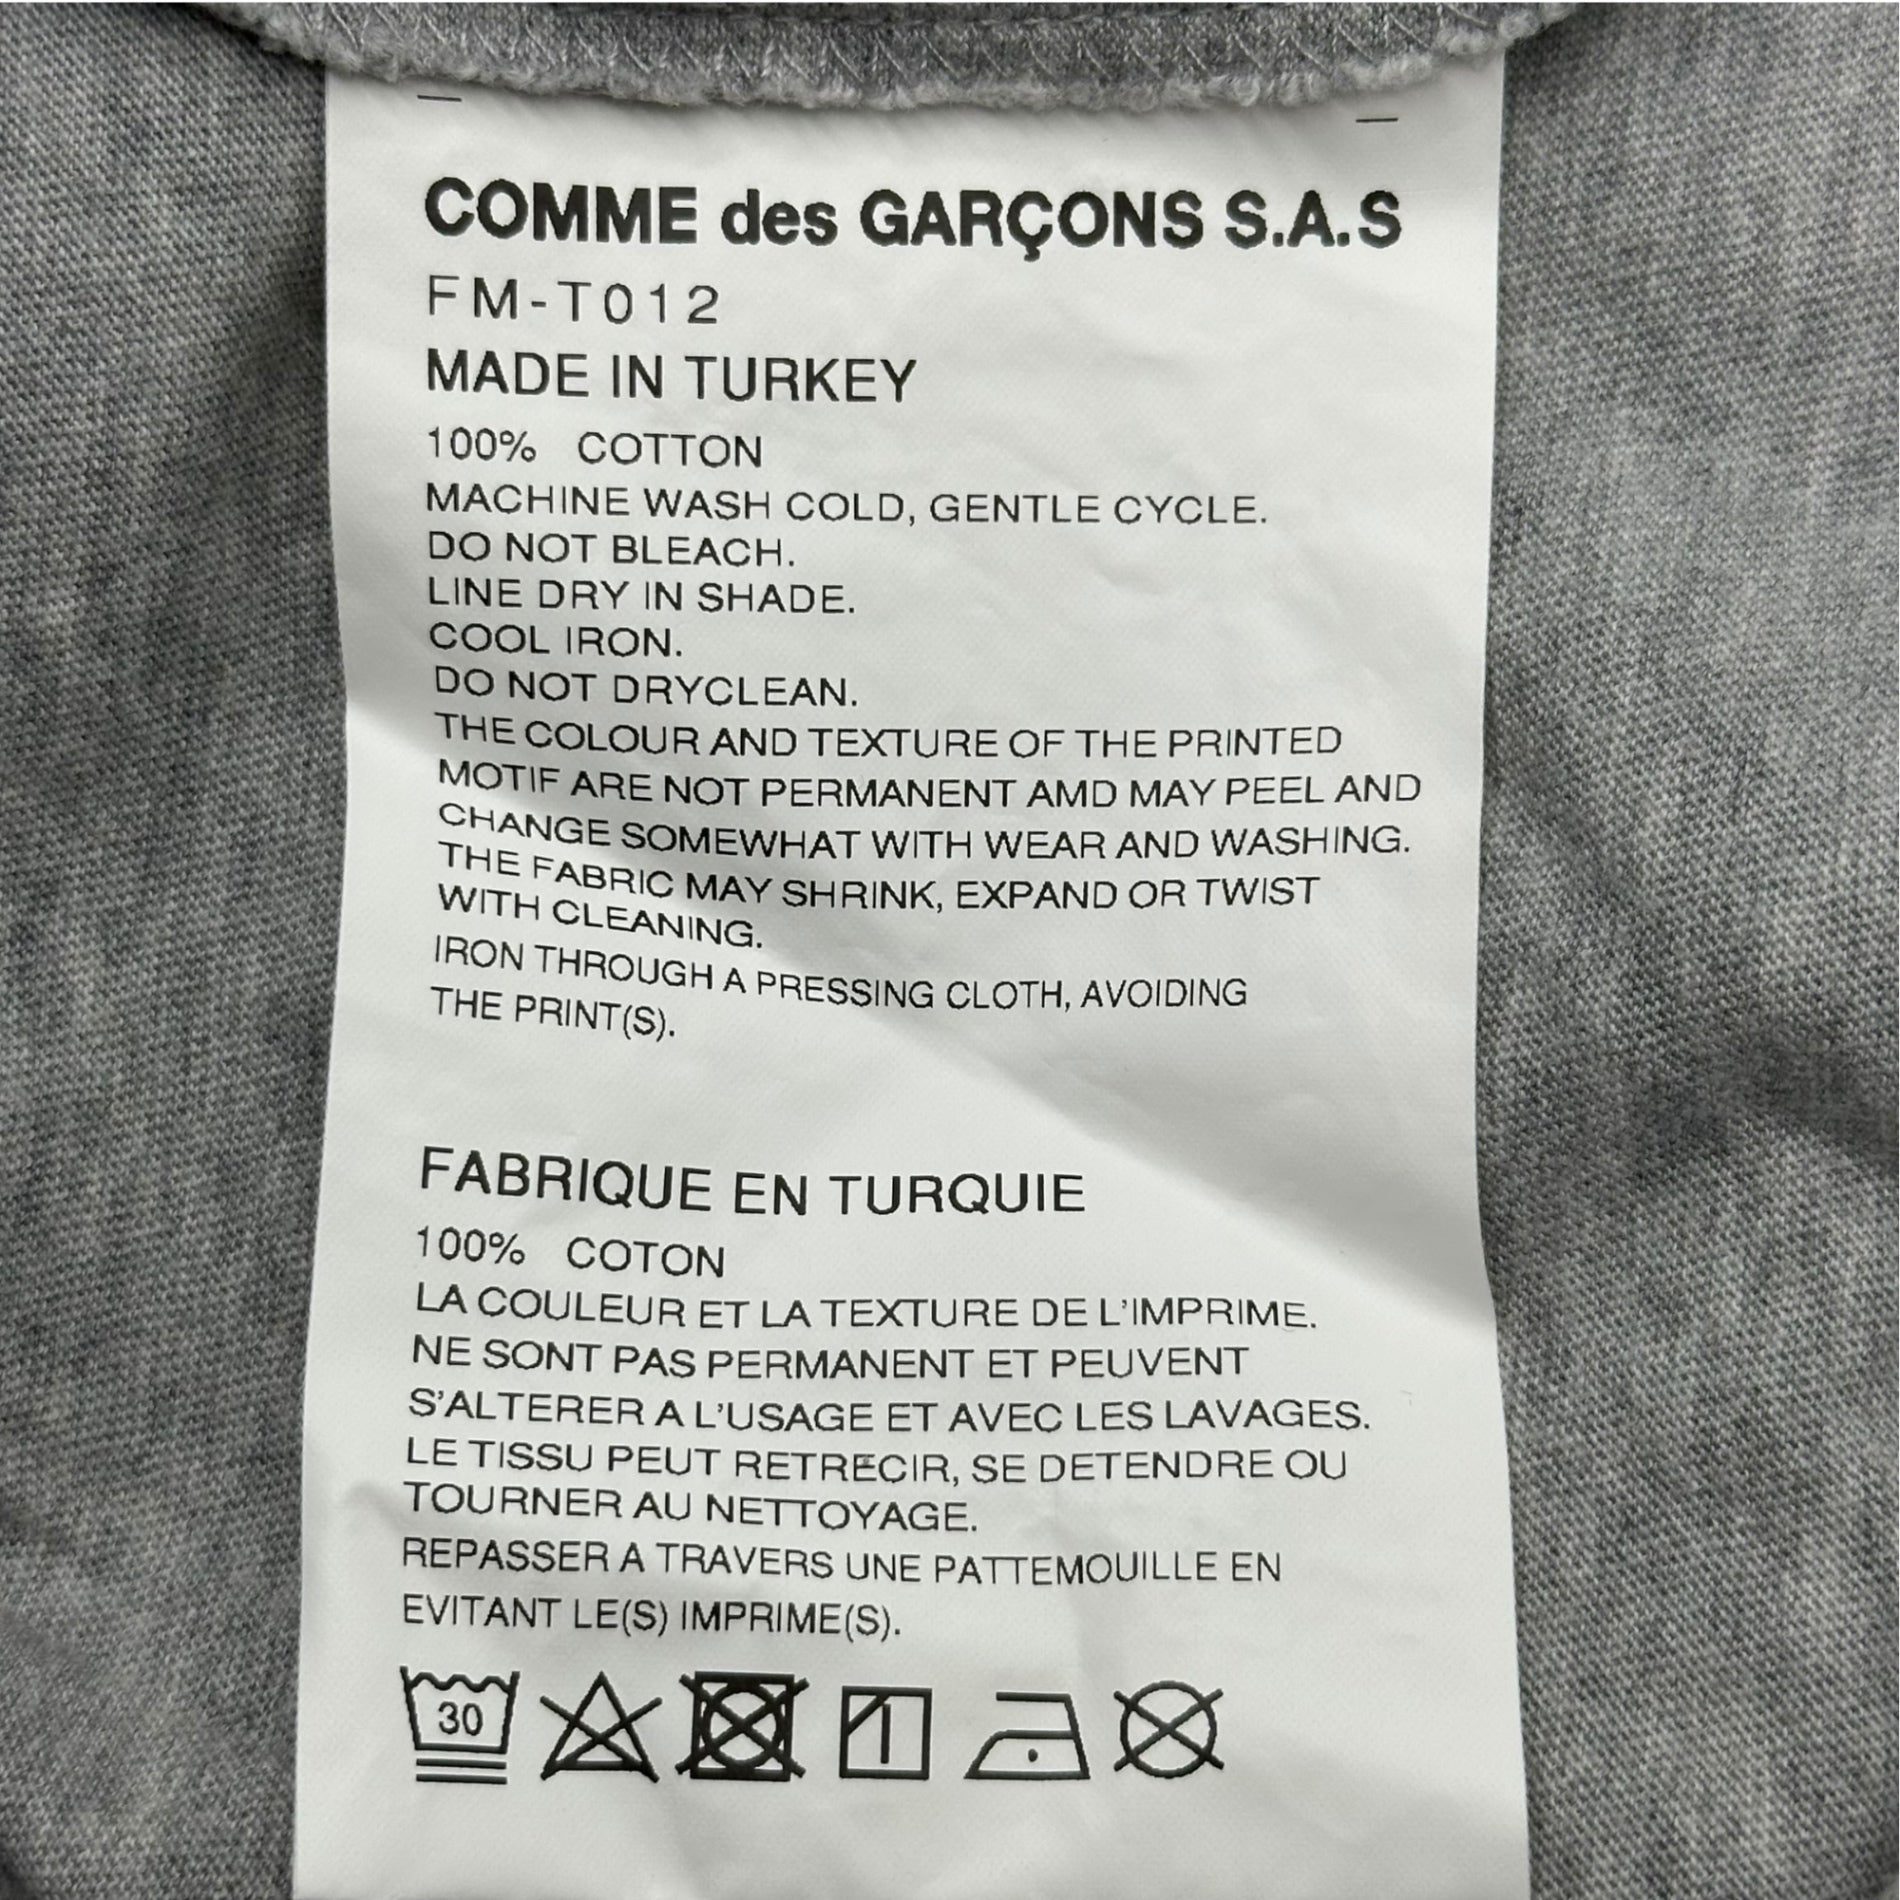 COMME des GARÇONS S.A.S
FM-T012
MADE IN TURKEY
100% COTTON
MACHINE WASH COLD, GENTLE CYCLE.
DO NOT BLEACH.
LINE DRY IN SHADE.
COOL IRON.
DO NOT DRYCLEAN.
THE COLOUR AND TEXTURE OF THE PRINTED
MOTIF ARE NOT PERMANENT AMD MAY PEEL AND
CHANGE SOMEWHAT WITH WEAR AND WASHING.
THE FABRIC MAY SHRINK, EXPAND OR TWIST
WITH CLEANING.
IRON THROUGH A PRESSING CLOTH, AVOIDING
THE PRINT(S).
FABRIQUE EN TURQUIE
100% COTON
LA COULEUR ET LA TEXTURE DE L'IMPRIME.
NE SONT PAS PERMANENT ET PEUVENT
S'ALTERER A L'USAGE ET AVEC LES LAVAGES.
LE TISSU PEUT RETRECIR, SE DETENDRE OU
TOURNER AU NETTOYAGE.
REPASSER A TRAVERS UNE PATTEMOUILLE EN
EVITANT LE(S) IMPRIME(S).
30